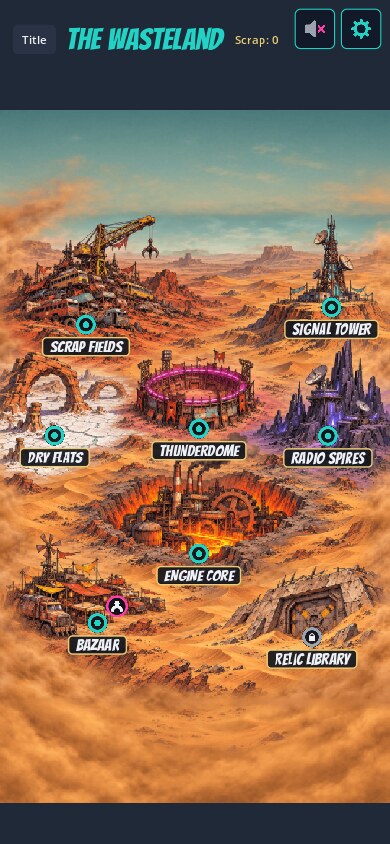 Title
THE WASTELAND
Scrap: 0
SCRAP FIELDS
SIGNAL TOWER
DRY FLATS
THUNDERDOME
RADIO SPIRES
ENGINE CORE
BAZAAR
RELIC LIBRARY